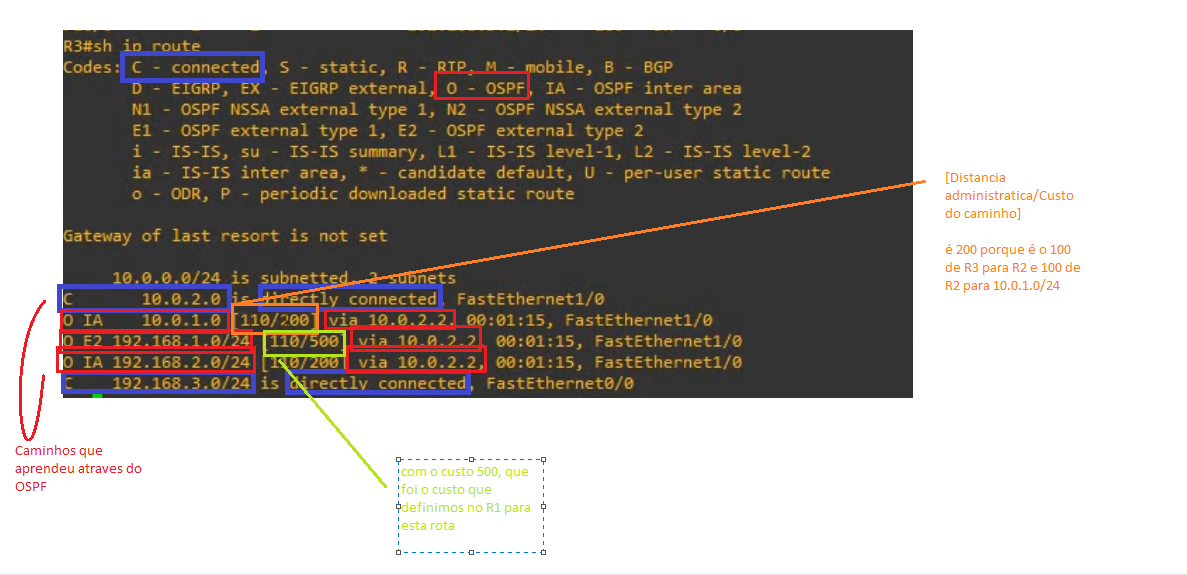 R3#sh ip route
Codes: C - connected, S - static, R - RIP, M - mobile, B - BGP
D - EIGRP, EX - EIGRP external, O - OSPF, IA - OSPF inter area
N1 - OSPF NSSA external type 1, N2 - OSPF NSSA external type 2
E1 - OSPF external type 1, E2 - OSPF external type 2
i - IS-IS, su - IS-IS summary, L1 - IS-IS level-1, L2 - IS-IS level-2
ia - IS-IS inter area, * - candidate default, U - per-user static route
o - ODR, P - periodic downloaded static route
Gateway of last resort is not set
10.0.0.0/24 is subnetted, 2 subnets
C 10.0.2.0 is directly connected, FastEthernet1/0
O IA 10.0.1.0 [110/200] via 10.0.2.2, 00:01:15, FastEthernet1/0
O E2 192.168.1.0/24 [110/500] via 10.0.2.2, 00:01:15, FastEthernet1/0
O IA 192.168.2.0/24 [110/200] via 10.0.2.2, 00:01:15, FastEthernet1/0
C 192.168.3.0/24 is directly connected, FastEthernet0/0
[Distancia
administratica/Custo
do caminho]
é 200 porque é o 100
de R3 para R2 e 100 de
R2 para 10.0.1.0/24
Caminhos que
aprendeu atraves do
OSPF
com o custo 500, que
foi o custo que
definimos no R1 para
esta rota